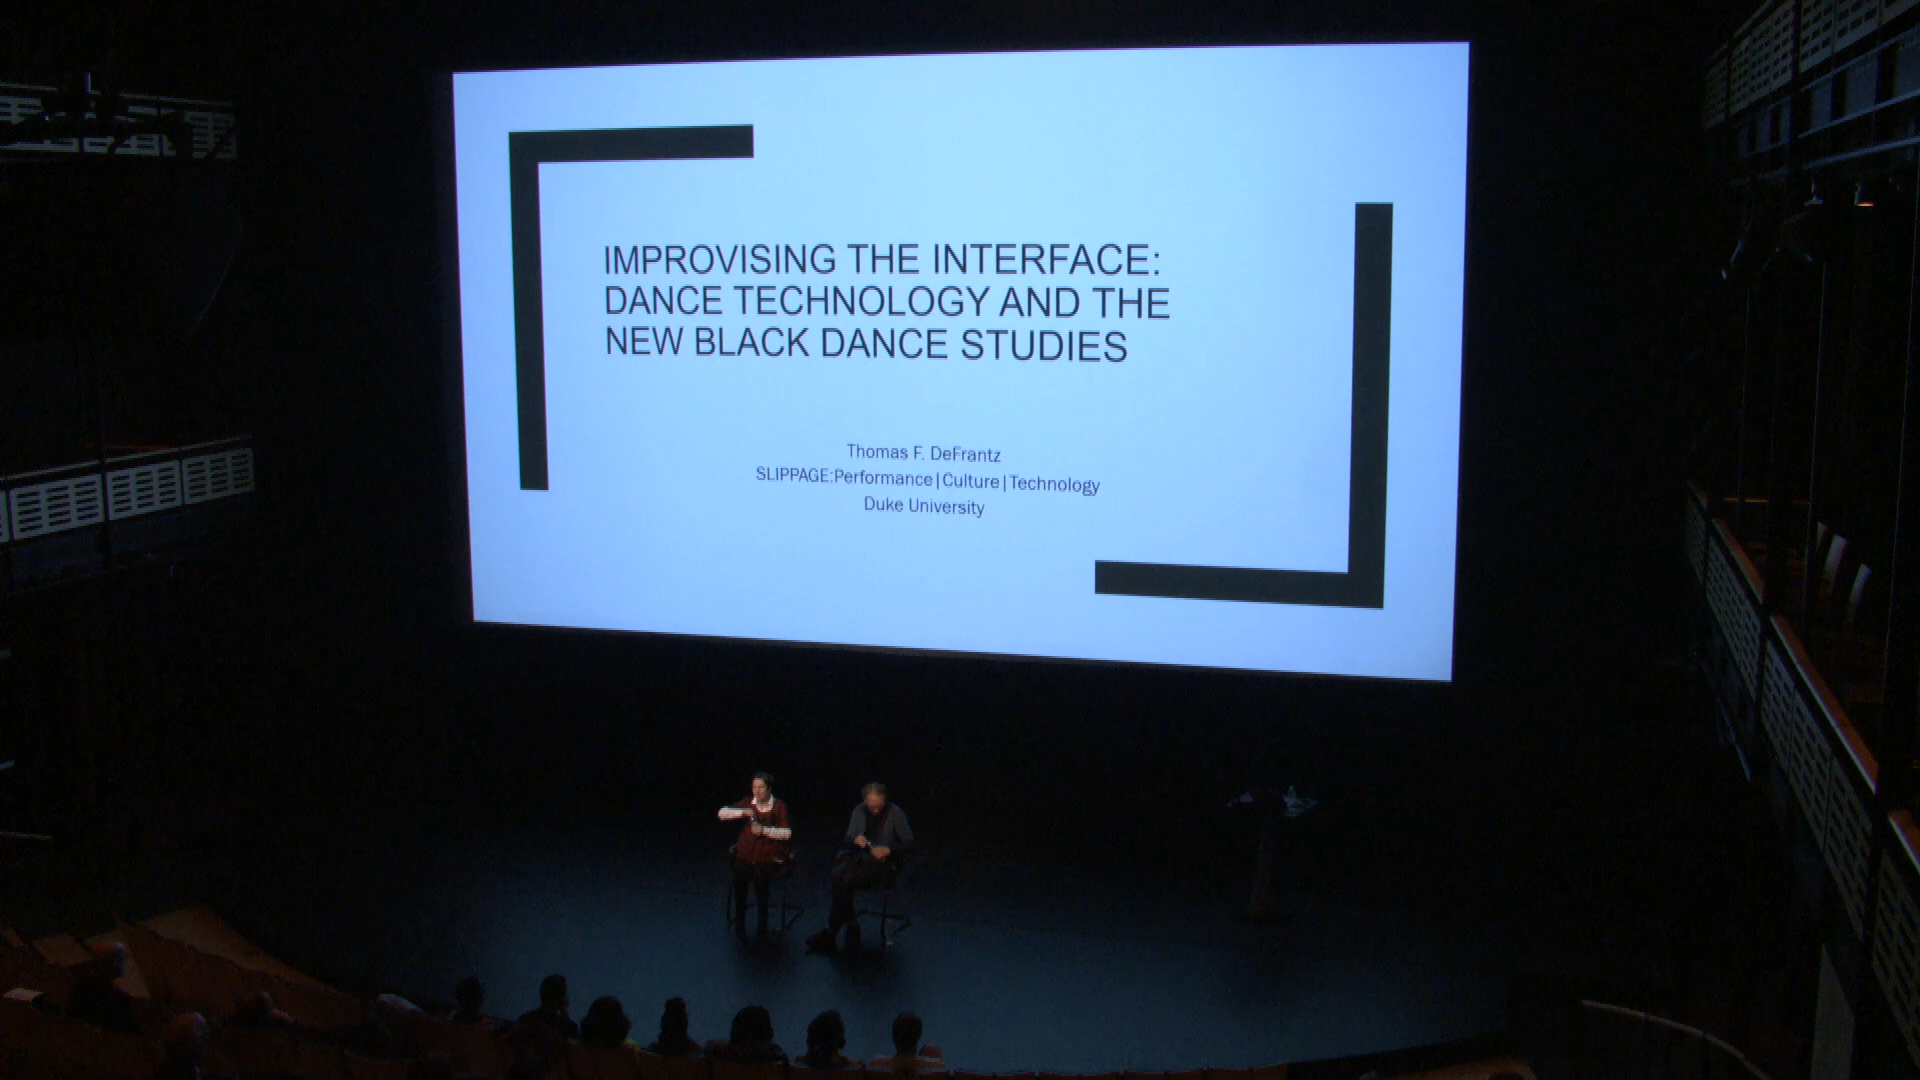 IMPROVISING THE INTERFACE:
DANCE TECHNOLOGY AND THE
NEW BLACK DANCE STUDIES
Thomas F. DeFrantz
SLIPPAGE:Performance|Culture|Technology
Duke University